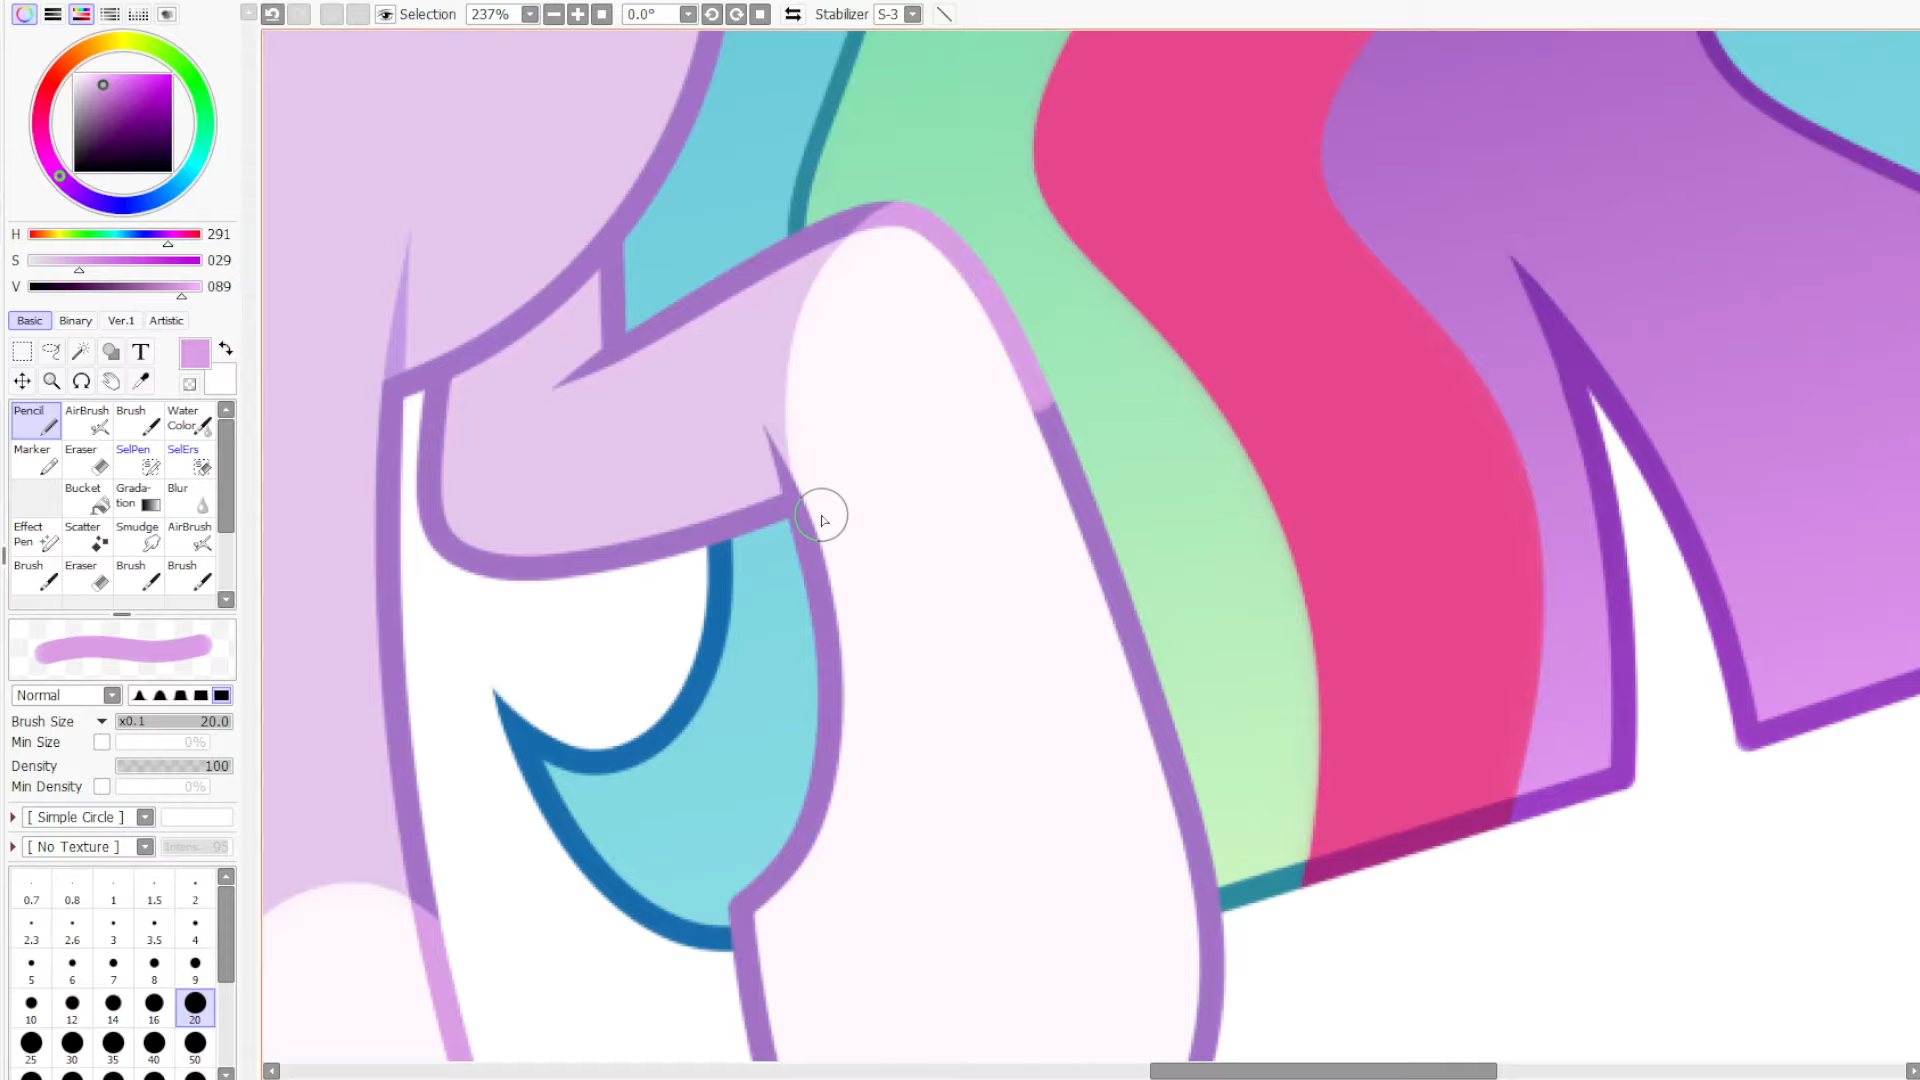 Selection 237% 0.0° Stabilizer S-3
H 291
S 029
V 089
Basic Binary Ver.1 Artistic
T
Pencil AirBrush Brush Water Color
Marker Eraser SelPen SelErs
Bucket Grada-tion Blur
Effect Pen Scatter Smudge AirBrush
Brush Eraser Brush Brush
Normal
Brush Size x0.1 20.0
Min Size 0%
Density 100
Min Density 0%
[ Simple Circle ]
[ No Texture ] Intens. 95
0.7 0.8 1 1.5 2
2.3 2.6 3 3.5 4
5 6 7 8 9
10 12 14 16 20
25 30 35 40 50